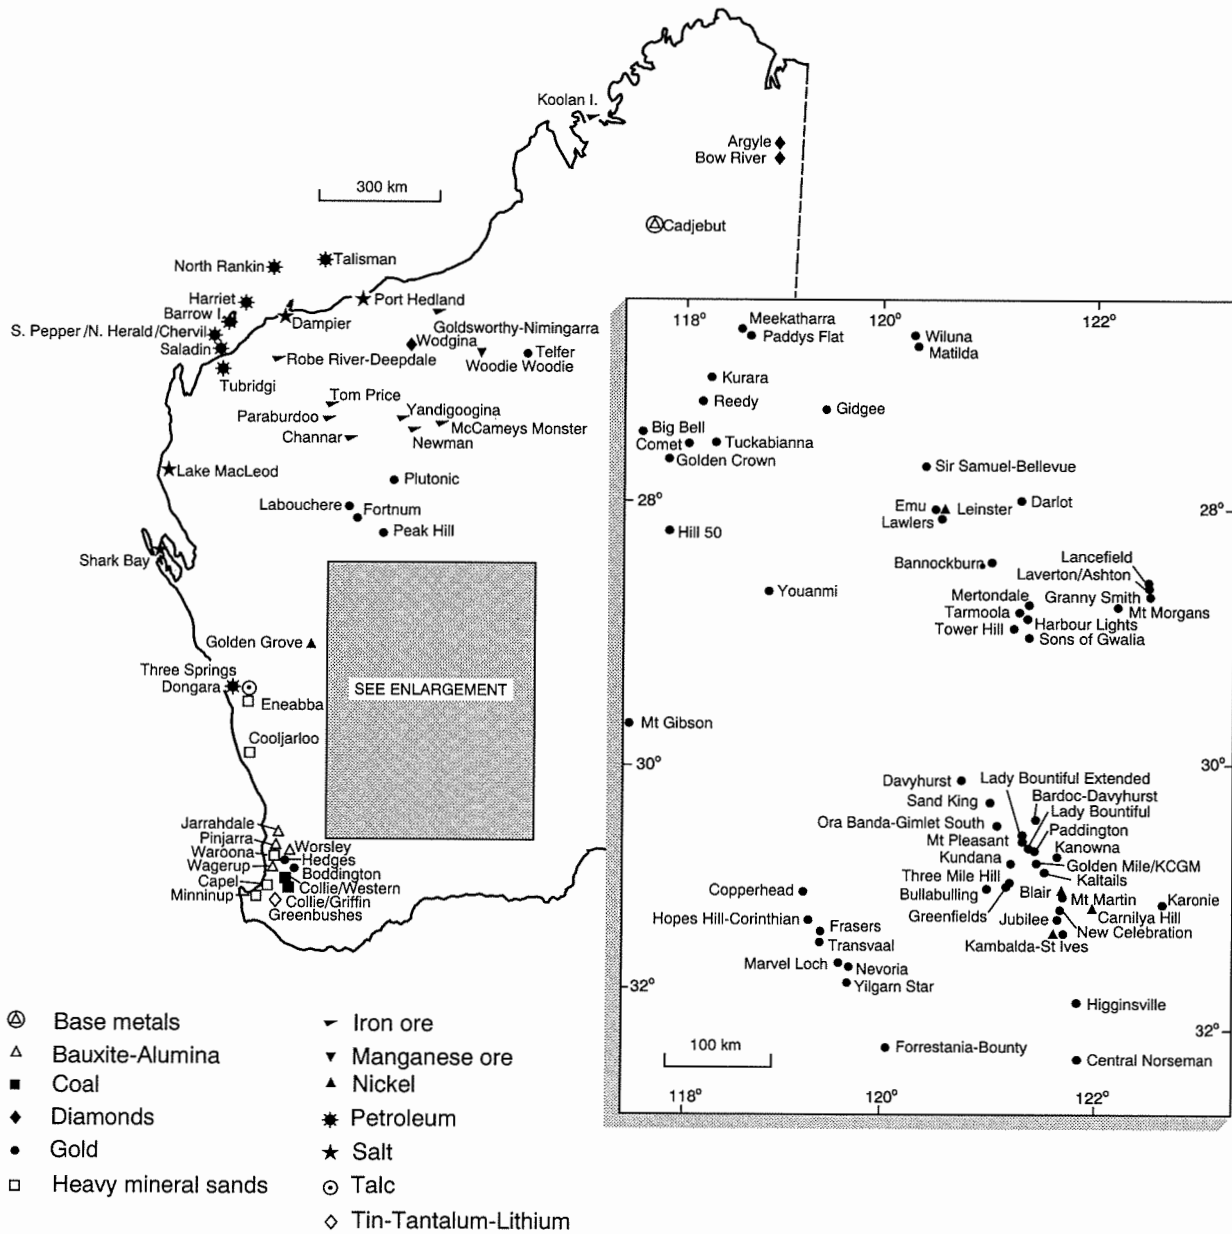 Koolan I.
Argyle
Bow River
300 km
Cadjebut
North Rankin
Talisman
Harriet
Barrow I.
S. Pepper/N. Herald/Chervil
Saladin
Tubridgi
Port Hedland
Dampier
Goldsworthy-Nimingarra
Wodgina
Telfer
Robe River-Deepdale
Woodie Woodie
Tom Price
Paraburdoo
Yandigoogina
McCameys Monster
Channar
Newman
Lake MacLeod
Plutonic
Labouchere
Fortnum
Peak Hill
Shark Bay
Golden Grove
SEE ENLARGEMENT
Three Springs
Dongara
Eneabba
Cooljarloo
Jarrahdale
Pinjarra
Worsley
Waroona
Hedges
Wagerup
Boddington
Capel
Collie/Western
Minninup
Collie/Griffin
Greenbushes
118°
120°
122°
Meekatharra
Paddys Flat
Wiluna
Matilda
Kurara
Reedy
Gidgee
Big Bell
Comet
Tuckabianna
Golden Crown
Sir Samuel-Bellevue
28°
28°
Emu
Leinster
Darlot
Lawlers
Hill 50
Bannockburn
Lancefield
Laverton/Ashton
Youanmi
Mertondale
Granny Smith
Tarmoola
Mt Morgans
Harbour Lights
Tower Hill
Sons of Gwalia
Mt Gibson
30°
30°
Davyhurst
Lady Bountiful Extended
Sand King
Bardoc-Davyhurst
Lady Bountiful
Ora Banda-Gimlet South
Paddington
Mt Pleasant
Kanowna
Kundana
Golden Mile/KCGM
Three Mile Hill
Kaltails
Copperhead
Bullabulling
Blair
Mt Martin
Karonie
Greenfields
Carnilya Hill
Hopes Hill-Corinthian
Jubilee
Frasers
New Celebration
Transvaal
Kambalda-St Ives
Marvel Loch
Nevoria
Yilgarn Star
32°
32°
Higginsville
100 km
Forrestania-Bounty
Central Norseman
118°
120°
122°
Base metals
Bauxite-Alumina
Coal
Diamonds
Gold
Heavy mineral sands
Iron ore
Manganese ore
Nickel
Petroleum
Salt
Talc
Tin-Tantalum-Lithium